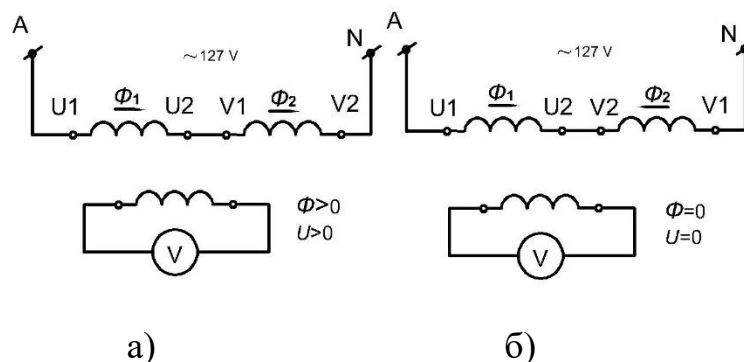 A
~127 V
N
U1 Φ1 U2 V1 Φ2 V2
V
Φ>0
U>0
а)
A
~127 V
N
U1 Φ1 U2 V2 Φ2 V1
V
Φ=0
U=0
б)